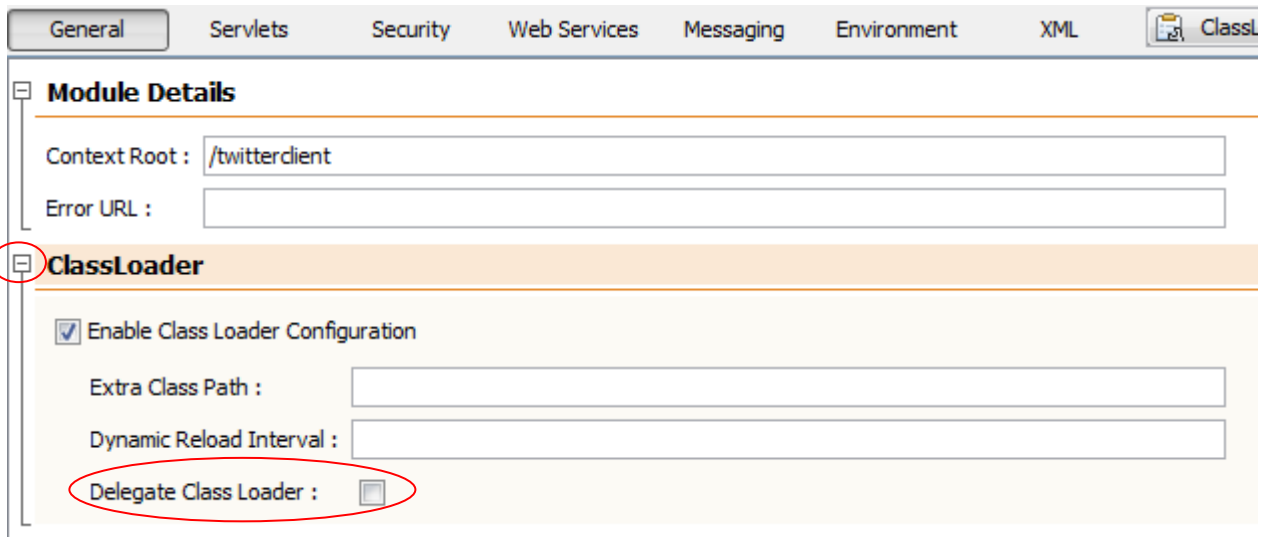 General Servlets Security Web Services Messaging Environment XML
Module Details
Context Root : /twitterclient
Error URL :
ClassLoader
Enable Class Loader Configuration
Extra Class Path :
Dynamic Reload Interval :
Delegate Class Loader :